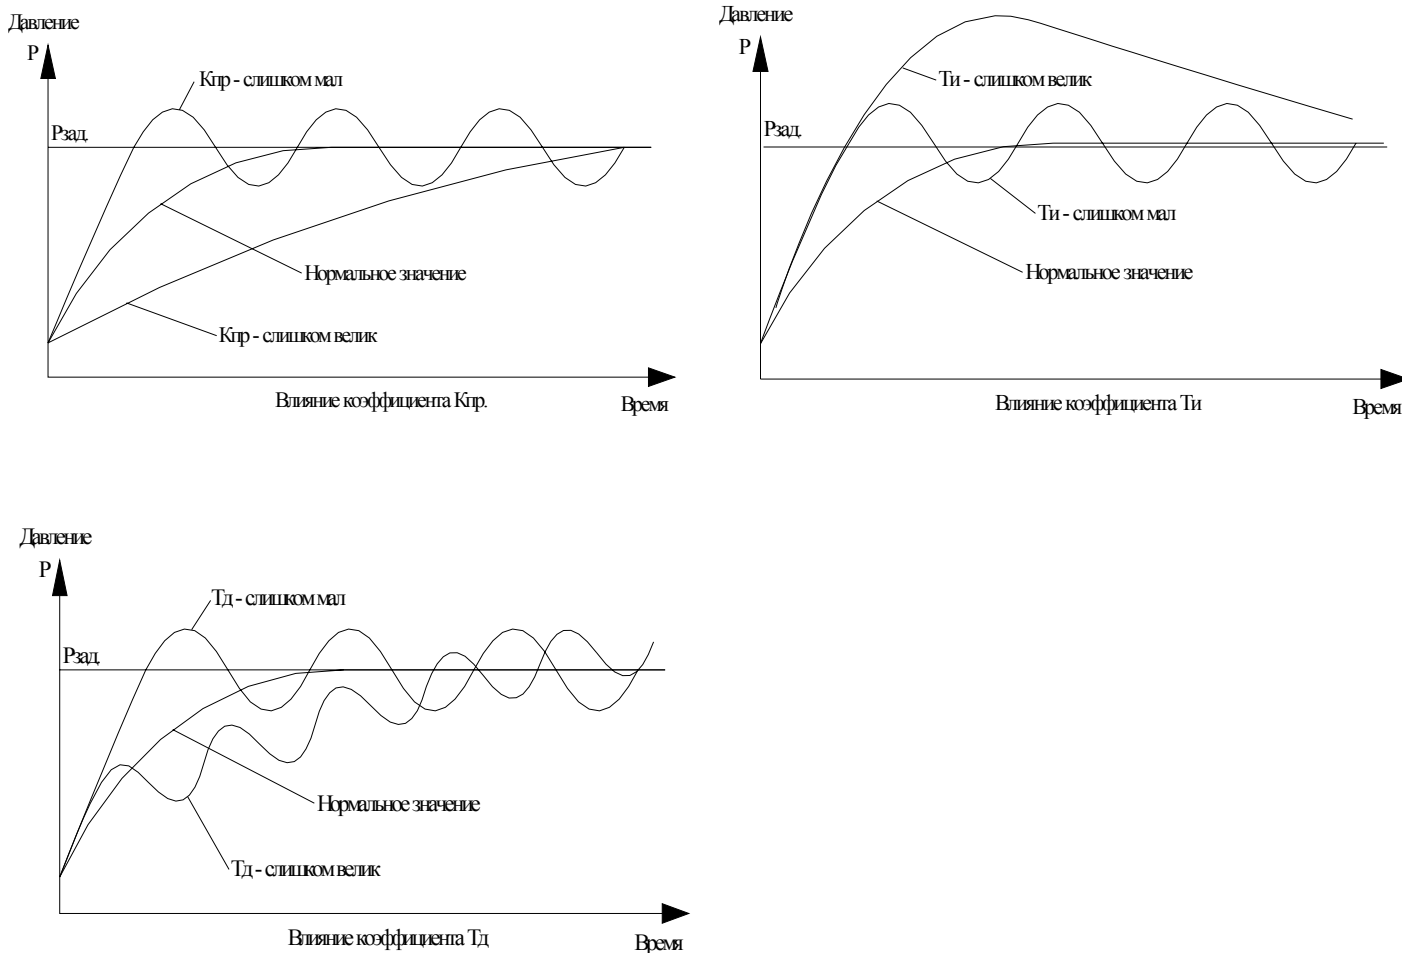 Давление
P
Кпр - слишком мал
Рзад.
Нормальное значение
Кпр - слишком велик
Влияние коэффициента Кпр.
Время
Давление
P
Ти - слишком велик
Рзад.
Ти - слишком мал
Нормальное значение
Влияние коэффициента Ти
Время
Давление
P
Тд - слишком мал
Рзад.
Нормальное значение
Тд - слишком велик
Влияние коэффициента Тд
Время